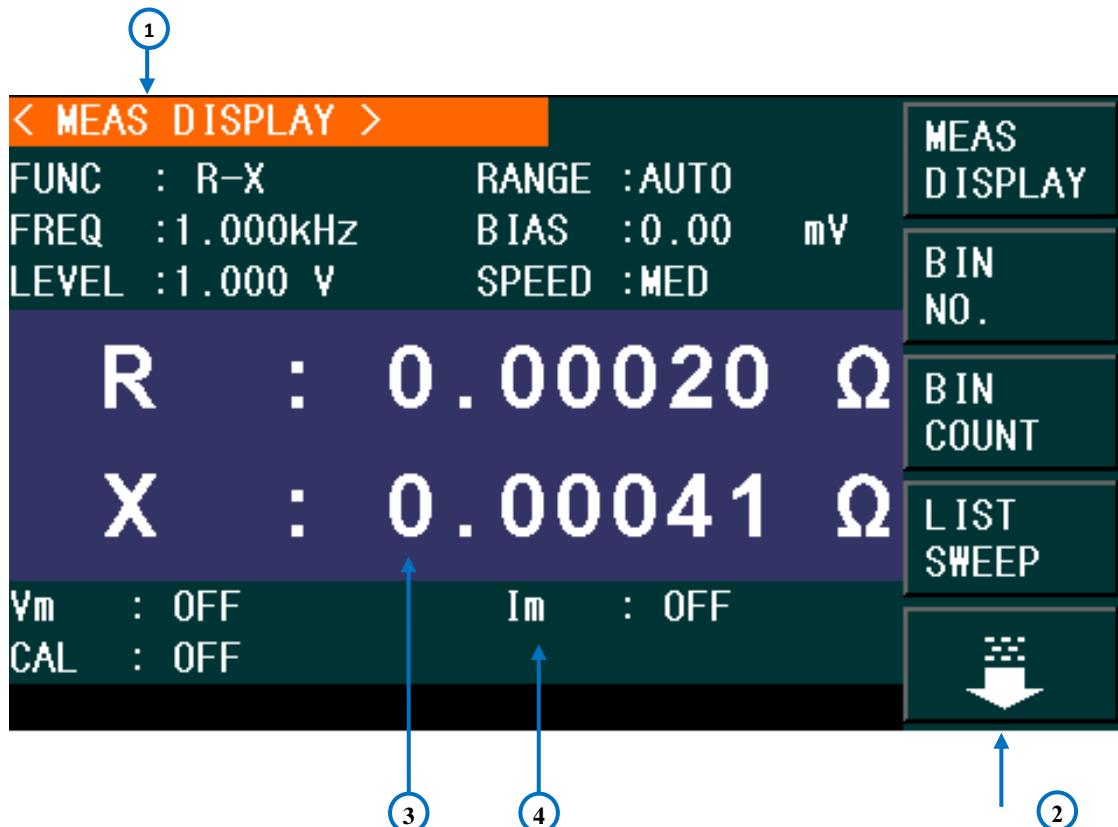 1
< MEAS DISPLAY >
FUNC : R-X RANGE :AUTO
FREQ :1.000kHz BIAS :0.00 mV
LEVEL :1.000 V SPEED :MED
R : 0.00020 Ω
X : 0.00041 Ω
Vm : OFF Im : OFF
CAL : OFF
MEAS
DISPLAY
BIN
NO.
BIN
COUNT
LIST
SWEEP
3 4 2